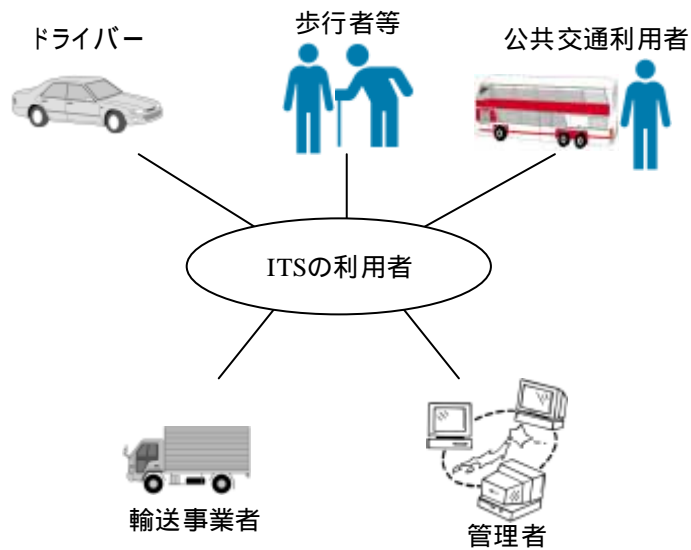 ドライバー
歩行者等
公共交通利用者
ITSの利用者
輸送事業者
管理者